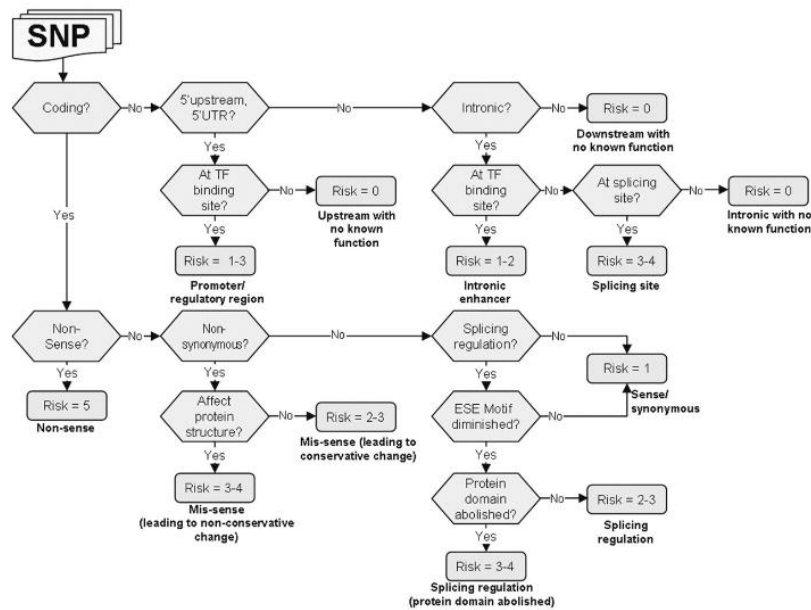 SNP
Coding?
No
5'upstream,
5'UTR?
No
Intronic?
No
Risk = 0
Downstream with
no known function
Yes
Yes
Yes
At TF
binding
site?
No
Risk = 0
Upstream with
no known
function
At TF
binding
site?
No
At splicing
site?
No
Risk = 0
Intronic with no
known function
Yes
Yes
Yes
Risk = 1-3
Promoter/
regulatory region
Risk = 1-2
Intronic
enhancer
Risk = 3-4
Splicing site
Non-
Sense?
No
Non-
synonymous?
No
Splicing
regulation?
No
Risk = 1
Sense/
synonymous
Yes
Yes
Yes
Risk = 5
Non-sense
Affect
protein
structure?
No
Risk = 2-3
Mis-sense (leading to
conservative change)
ESE Motif
diminished?
No
Yes
Yes
Risk = 3-4
Mis-sense
(leading to non-conservative
change)
Protein
domain
abolished?
No
Risk = 2-3
Splicing
regulation
Yes
Risk = 3-4
Splicing regulation
(protein domain abolished)